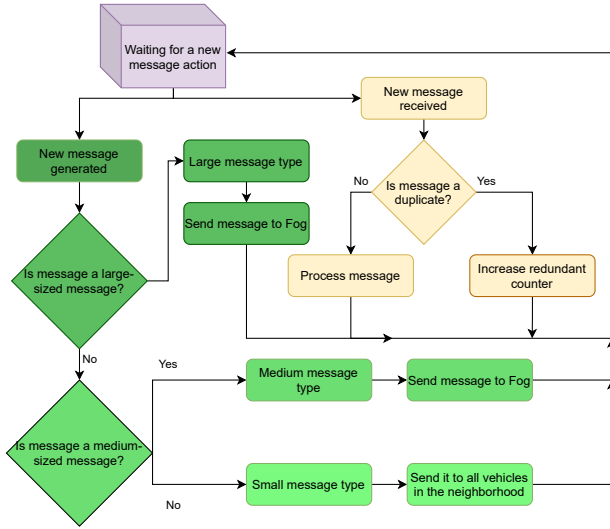 Waiting for a new
message action
New message
received
New message
generated
Large message type
Is message a
duplicate?
No
Yes
Send message to Fog
Is message a large-
sized message?
Process message
Increase redundant
counter
No
Yes
Medium message
type
Send message to Fog
Is message a medium-
sized message?
Small message type
Send it to all vehicles
in the neighborhood
No